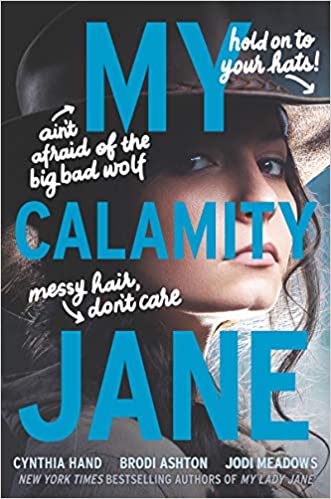 MY
hold on to
your hats!
ain't
afraid of the
big bad wolf
CALAMITY
messy hair,
don't care
JANE
CYNTHIA HAND BRODI ASHTON JODI MEADOWS
NEW YORK TIMES BESTSELLING AUTHORS OF MY LADY JANE